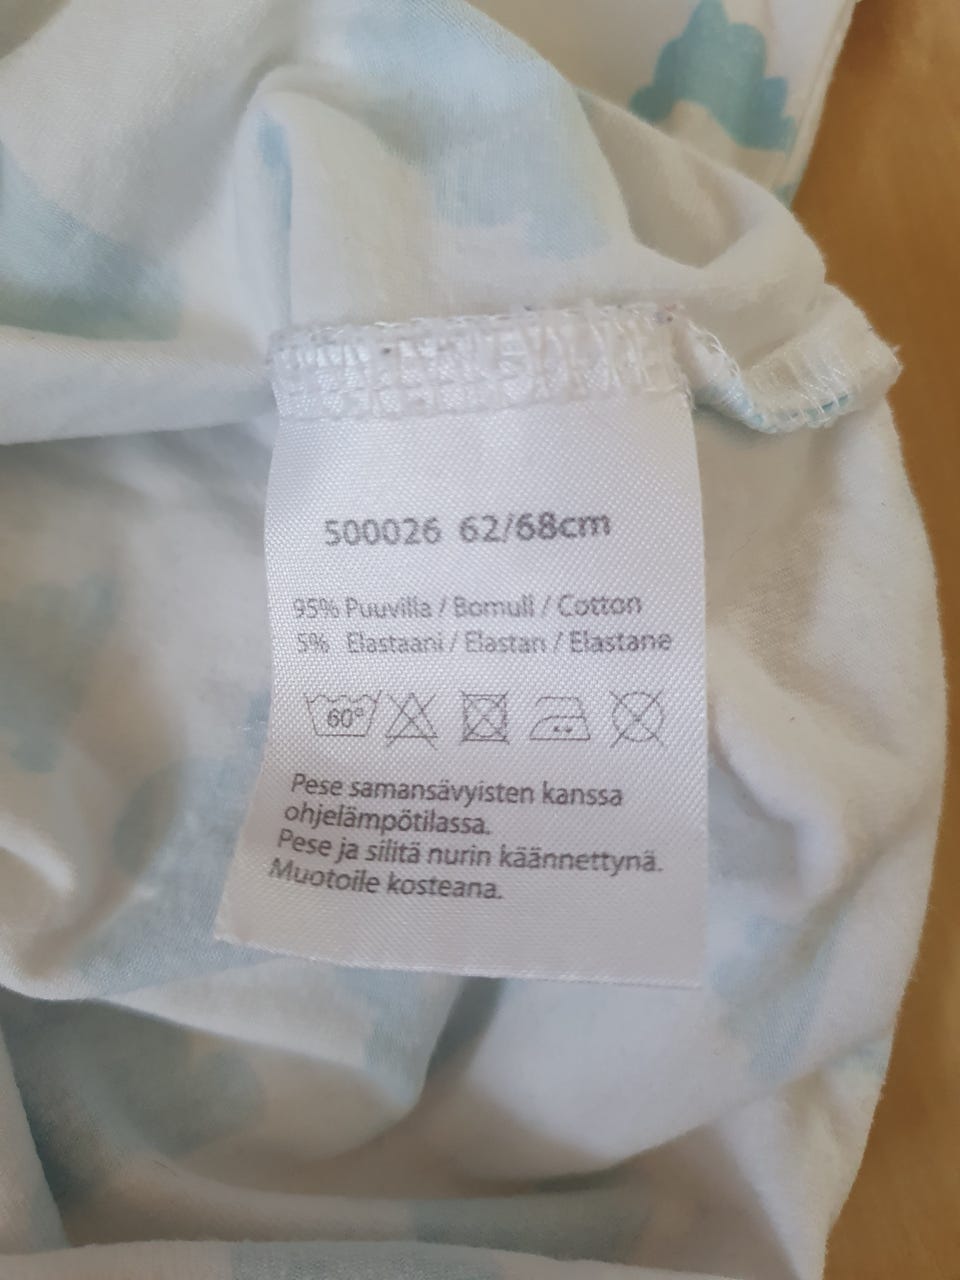 500026 62/68cm
95% Puuvilla / Bomull / Cotton
5% Elastaani / Elastan / Elastane
60°
Pese samansävyisten kanssa
ohjelämpötilassa.
Pese ja silitä nurin käännettynä.
Muotoile kosteana.